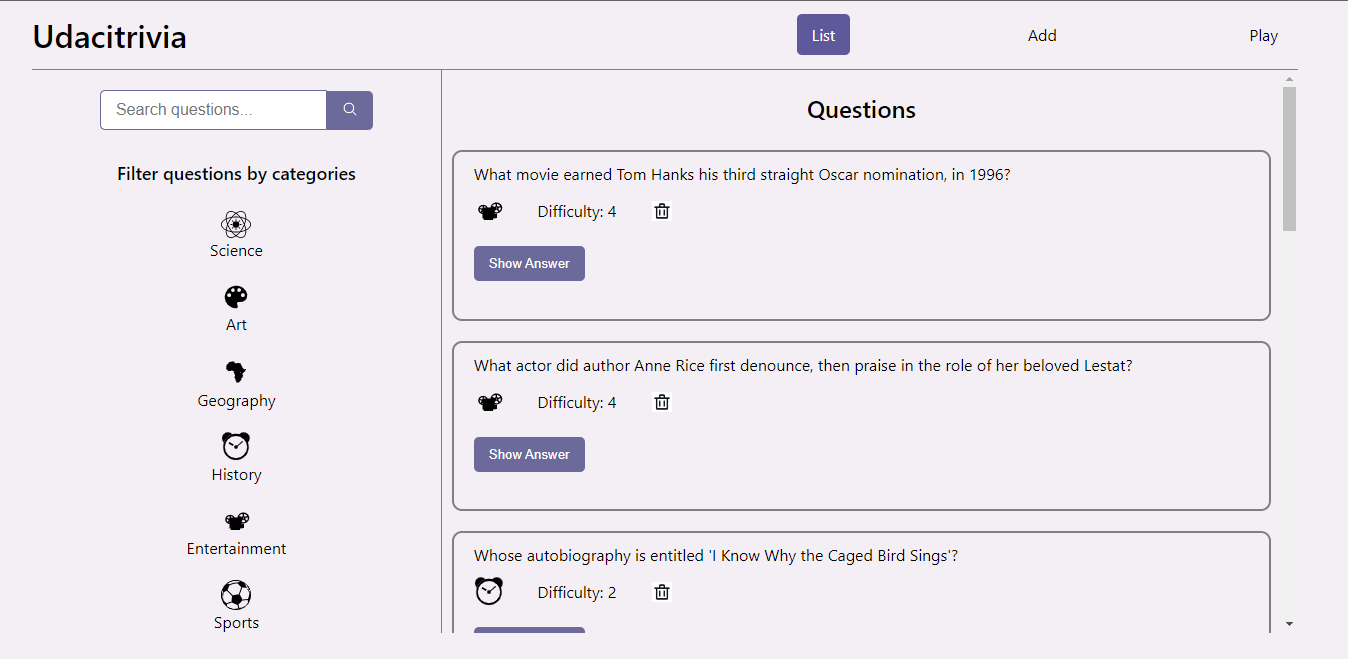 Udacitrivia
List
Add
Play
Search questions...
Filter questions by categories
Science
Art
Geography
History
Entertainment
Sports
Questions
What movie earned Tom Hanks his third straight Oscar nomination, in 1996?
Difficulty: 4
Show Answer
What actor did author Anne Rice first denounce, then praise in the role of her beloved Lestat?
Difficulty: 4
Show Answer
Whose autobiography is entitled 'I Know Why the Caged Bird Sings'?
Difficulty: 2